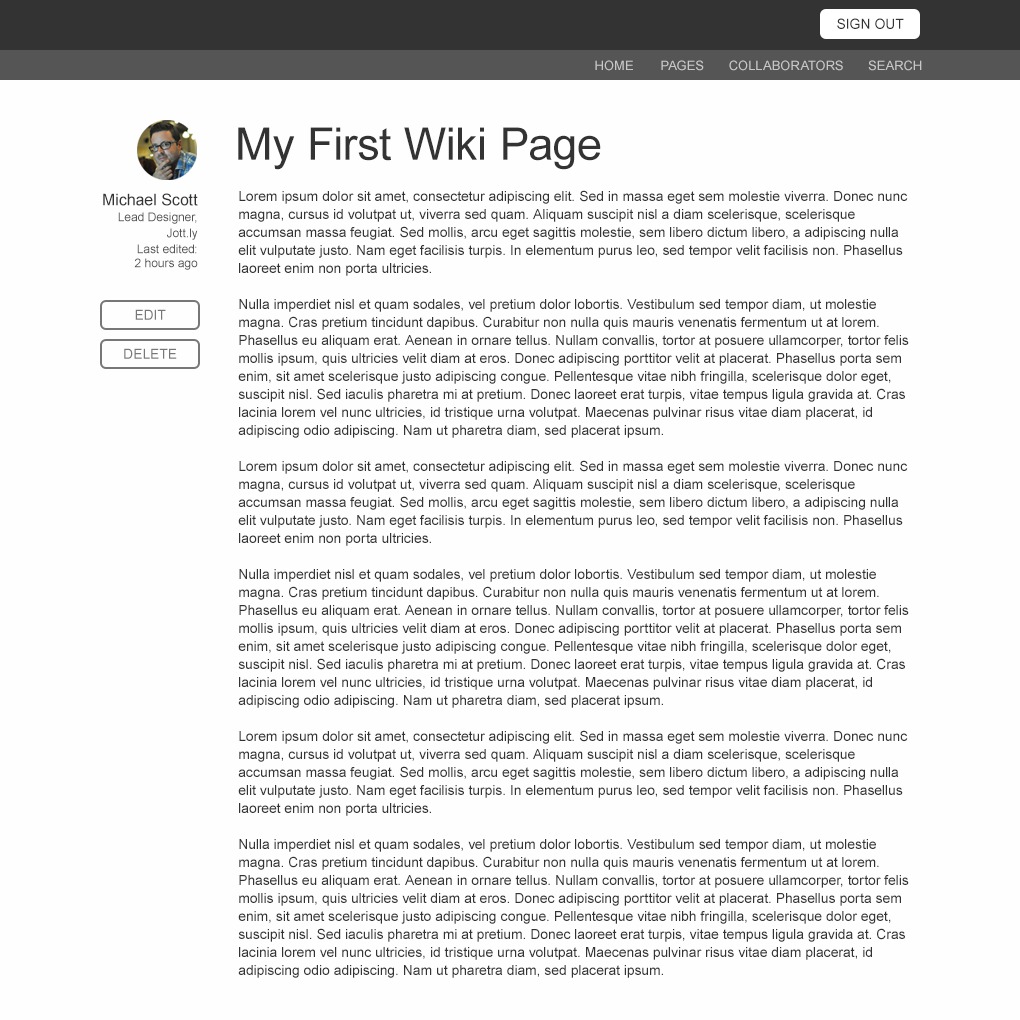 SIGN OUT
HOME PAGES COLLABORATORS SEARCH
My First Wiki Page
Michael Scott
Lead Designer,
Jott.ly
Last edited:
2 hours ago
EDIT
DELETE
Lorem ipsum dolor sit amet, consectetur adipiscing elit. Sed in massa eget sem molestie viverra. Donec nunc
magna, cursus id volutpat ut, viverra sed quam. Aliquam suscipit nisl a diam scelerisque, scelerisque
accumsan massa feugiat. Sed mollis, arcu eget sagittis molestie, sem libero dictum libero, a adipiscing nulla
elit vulputate justo. Nam eget facilisis turpis. In elementum purus leo, sed tempor velit facilisis non. Phasellus
laoreet enim non porta ultricies.
Nulla imperdiet nisl et quam sodales, vel pretium dolor lobortis. Vestibulum sed tempor diam, ut molestie
magna. Cras pretium tincidunt dapibus. Curabitur non nulla quis mauris venenatis fermentum ut at lorem.
Phasellus eu aliquam erat. Aenean in ornare tellus. Nullam convallis, tortor at posuere ullamcorper, tortor felis
mollis ipsum, quis ultricies velit diam at eros. Donec adipiscing porttitor velit at placerat. Phasellus porta sem
enim, sit amet scelerisque justo adipiscing congue. Pellentesque vitae nibh fringilla, scelerisque dolor eget,
suscipit nisl. Sed iaculis pharetra mi at pretium. Donec laoreet erat turpis, vitae tempus ligula gravida at. Cras
lacinia lorem vel nunc ultricies, id tristique urna volutpat. Maecenas pulvinar risus vitae diam placerat, id
adipiscing odio adipiscing. Nam ut pharetra diam, sed placerat ipsum.
Lorem ipsum dolor sit amet, consectetur adipiscing elit. Sed in massa eget sem molestie viverra. Donec nunc
magna, cursus id volutpat ut, viverra sed quam. Aliquam suscipit nisl a diam scelerisque, scelerisque
accumsan massa feugiat. Sed mollis, arcu eget sagittis molestie, sem libero dictum libero, a adipiscing nulla
elit vulputate justo. Nam eget facilisis turpis. In elementum purus leo, sed tempor velit facilisis non. Phasellus
laoreet enim non porta ultricies.
Nulla imperdiet nisl et quam sodales, vel pretium dolor lobortis. Vestibulum sed tempor diam, ut molestie
magna. Cras pretium tincidunt dapibus. Curabitur non nulla quis mauris venenatis fermentum ut at lorem.
Phasellus eu aliquam erat. Aenean in ornare tellus. Nullam convallis, tortor at posuere ullamcorper, tortor felis
mollis ipsum, quis ultricies velit diam at eros. Donec adipiscing porttitor velit at placerat. Phasellus porta sem
enim, sit amet scelerisque justo adipiscing congue. Pellentesque vitae nibh fringilla, scelerisque dolor eget,
suscipit nisl. Sed iaculis pharetra mi at pretium. Donec laoreet erat turpis, vitae tempus ligula gravida at. Cras
lacinia lorem vel nunc ultricies, id tristique urna volutpat. Maecenas pulvinar risus vitae diam placerat, id
adipiscing odio adipiscing. Nam ut pharetra diam, sed placerat ipsum.
Lorem ipsum dolor sit amet, consectetur adipiscing elit. Sed in massa eget sem molestie viverra. Donec nunc
magna, cursus id volutpat ut, viverra sed quam. Aliquam suscipit nisl a diam scelerisque, scelerisque
accumsan massa feugiat. Sed mollis, arcu eget sagittis molestie, sem libero dictum libero, a adipiscing nulla
elit vulputate justo. Nam eget facilisis turpis. In elementum purus leo, sed tempor velit facilisis non. Phasellus
laoreet enim non porta ultricies.
Nulla imperdiet nisl et quam sodales, vel pretium dolor lobortis. Vestibulum sed tempor diam, ut molestie
magna. Cras pretium tincidunt dapibus. Curabitur non nulla quis mauris venenatis fermentum ut at lorem.
Phasellus eu aliquam erat. Aenean in ornare tellus. Nullam convallis, tortor at posuere ullamcorper, tortor felis
mollis ipsum, quis ultricies velit diam at eros. Donec adipiscing porttitor velit at placerat. Phasellus porta sem
enim, sit amet scelerisque justo adipiscing congue. Pellentesque vitae nibh fringilla, scelerisque dolor eget,
suscipit nisl. Sed iaculis pharetra mi at pretium. Donec laoreet erat turpis, vitae tempus ligula gravida at. Cras
lacinia lorem vel nunc ultricies, id tristique urna volutpat. Maecenas pulvinar risus vitae diam placerat, id
adipiscing odio adipiscing. Nam ut pharetra diam, sed placerat ipsum.